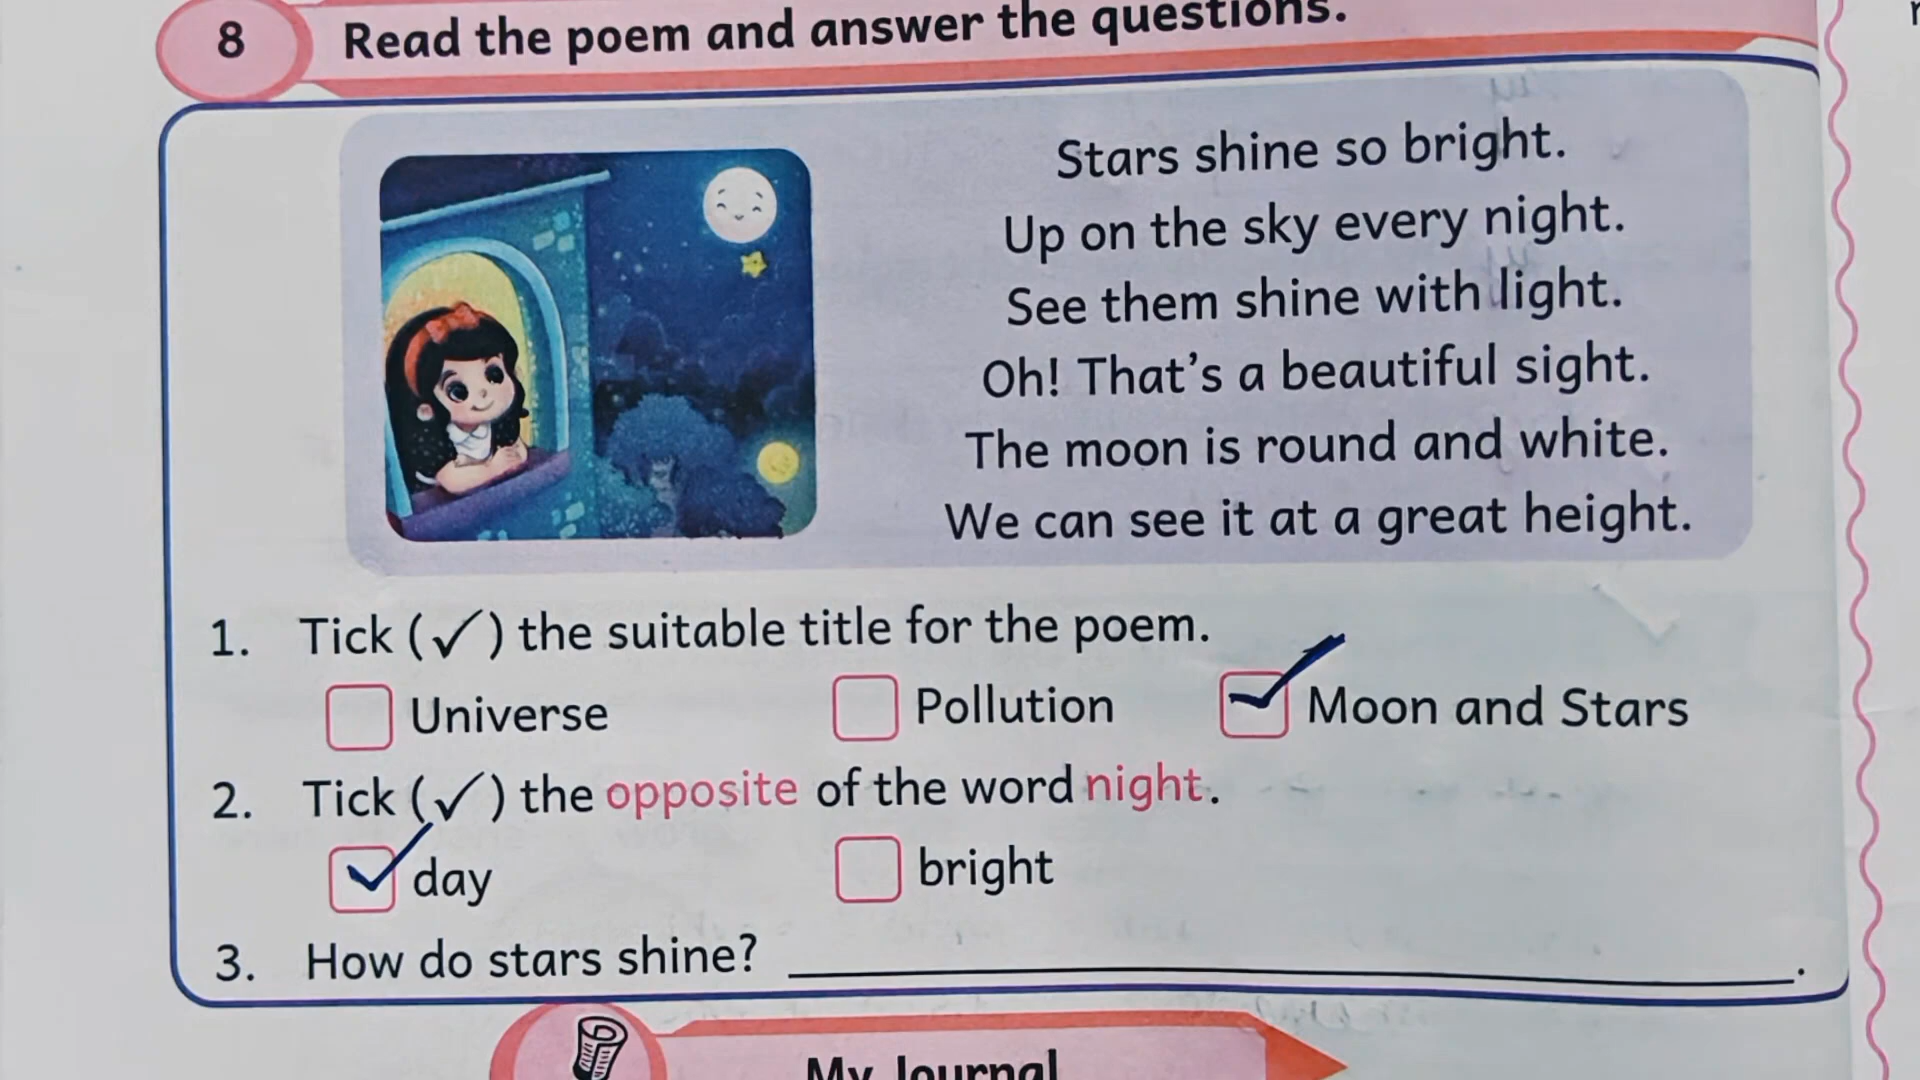 8 Read the poem and answer the questions.
Stars shine so bright.
Up on the sky every night.
See them shine with light.
Oh! That's a beautiful sight.
The moon is round and white.
We can see it at a great height.
1. Tick (✓) the suitable title for the poem.
Universe Pollution ✓ Moon and Stars
2. Tick (✓) the opposite of the word night.
✓ day bright
3. How do stars shine? ____________________.
My Journal